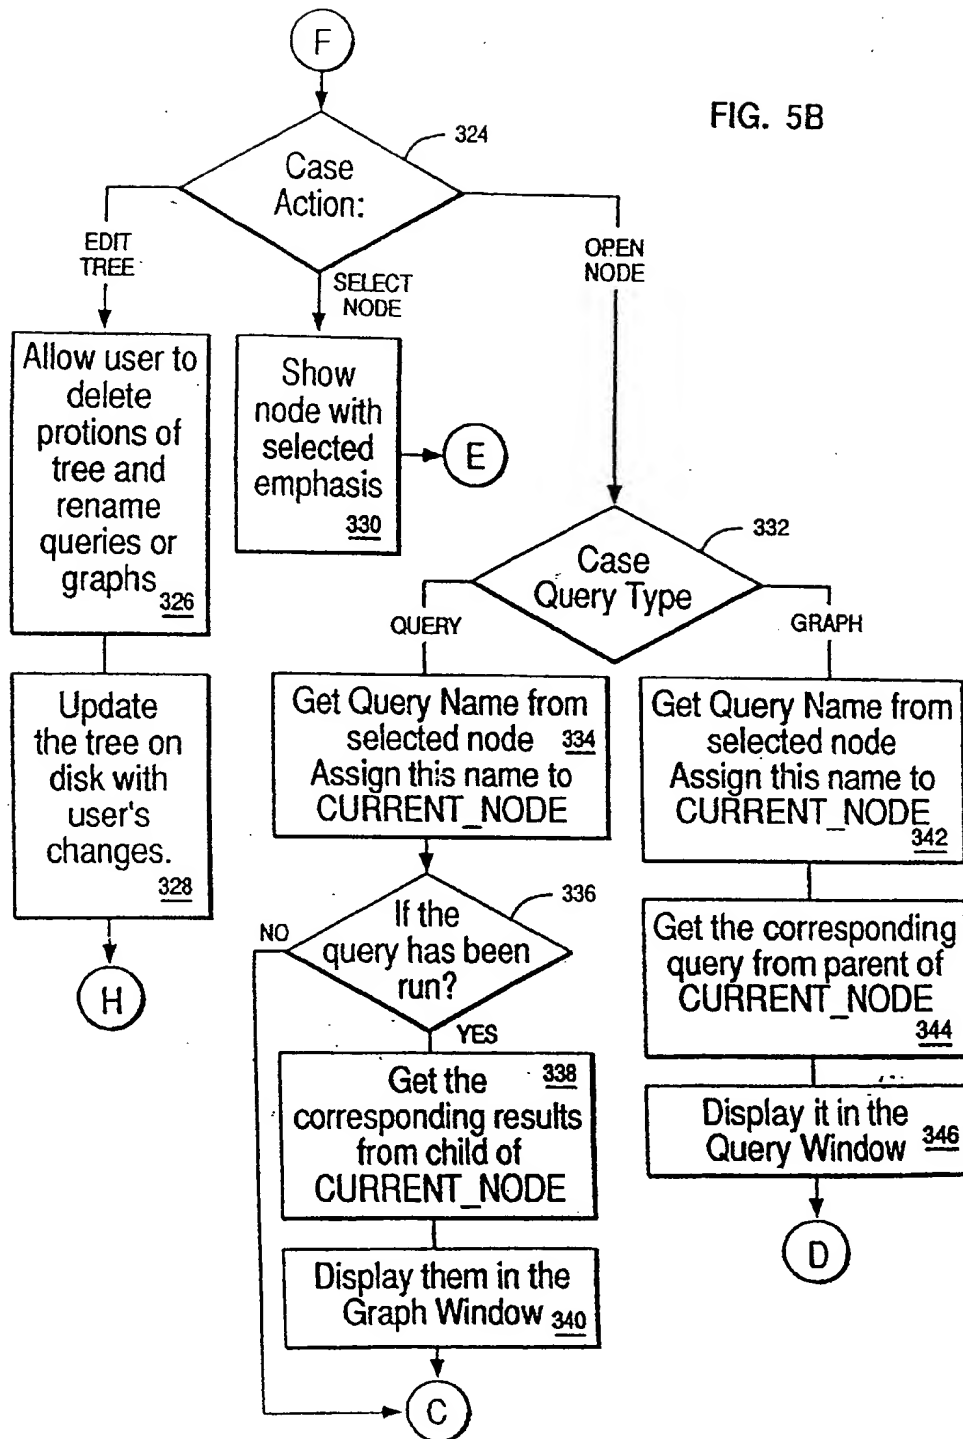 F
FIG. 5B
324
Case
Action:
EDIT
TREE
SELECT
NODE
OPEN
NODE
Allow user to
delete
protions of
tree and
rename
queries or
graphs
326
Show
node with
selected
emphasis
330
E
332
Case
Query Type
QUERY
GRAPH
Update
the tree on
disk with
user's
changes.
328
H
Get Query Name from
selected node 334
Assign this name to
CURRENT_NODE
Get Query Name from
selected node
Assign this name to
CURRENT_NODE
342
336
If the
query has been
run?
NO
YES
Get the corresponding
query from parent of
CURRENT_NODE
344
Get the 338
corresponding results
from child of
CURRENT_NODE
Display it in the
Query Window 346
D
Display them in the
Graph Window 340
C